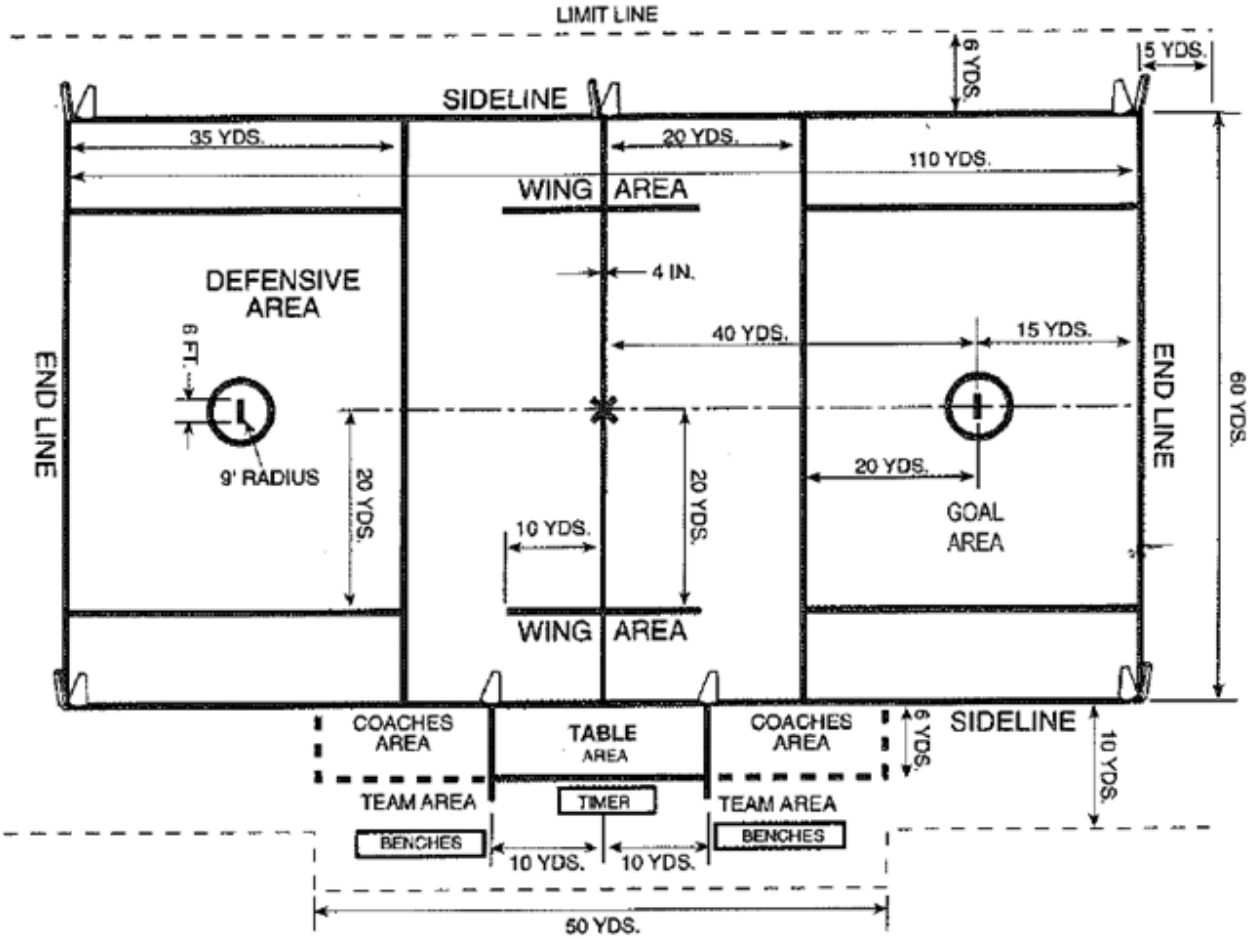 LIMIT LINE
6 YDS.
5 YDS.
SIDELINE
35 YDS.
20 YDS.
110 YDS.
WING AREA
4 IN.
DEFENSIVE
AREA
6 FT.
40 YDS.
15 YDS.
END LINE
END LINE
60 YDS.
9' RADIUS
20 YDS.
20 YDS.
20 YDS.
10 YDS.
GOAL
AREA
WING AREA
COACHES
AREA
TABLE
AREA
COACHES
AREA
6 YDS.
SIDELINE
10 YDS.
TEAM AREA
TIMER
TEAM AREA
BENCHES
BENCHES
10 YDS.
10 YDS.
50 YDS.